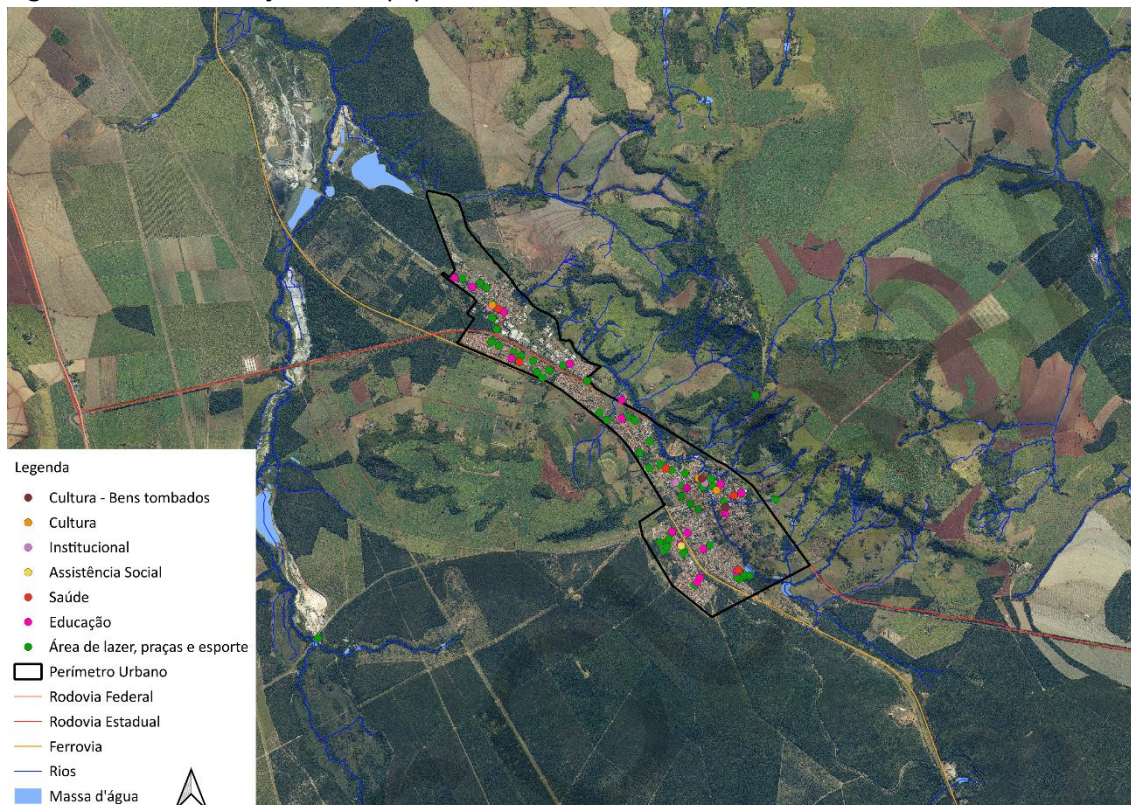 Legenda
Cultura - Bens tombados
Cultura
Institucional
Assistência Social
Saúde
Educação
Área de lazer, praças e esporte
Perímetro Urbano
Rodovia Federal
Rodovia Estadual
Ferrovia
Rios
Massa d'água